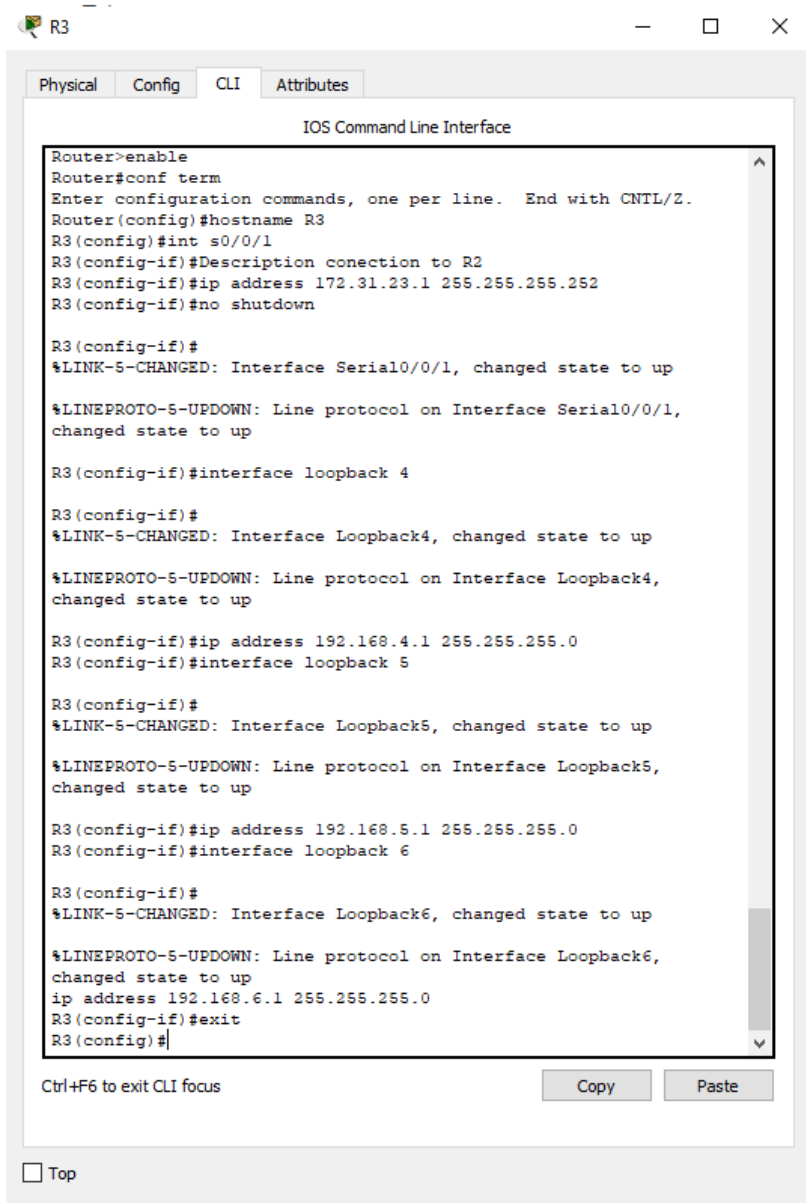 R3
Physical Config CLI Attributes
IOS Command Line Interface
Router>enable
Router#conf term
Enter configuration commands, one per line.  End with CNTL/Z.
Router(config)#hostname R3
R3(config)#int s0/0/1
R3(config-if)#Description conection to R2
R3(config-if)#ip address 172.31.23.1 255.255.255.252
R3(config-if)#no shutdown
R3(config-if)#
%LINK-5-CHANGED: Interface Serial0/0/1, changed state to up
%LINEPROTO-5-UPDOWN: Line protocol on Interface Serial0/0/1,
changed state to up
R3(config-if)#interface loopback 4
R3(config-if)#
%LINK-5-CHANGED: Interface Loopback4, changed state to up
%LINEPROTO-5-UPDOWN: Line protocol on Interface Loopback4,
changed state to up
R3(config-if)#ip address 192.168.4.1 255.255.255.0
R3(config-if)#interface loopback 5
R3(config-if)#
%LINK-5-CHANGED: Interface Loopback5, changed state to up
%LINEPROTO-5-UPDOWN: Line protocol on Interface Loopback5,
changed state to up
R3(config-if)#ip address 192.168.5.1 255.255.255.0
R3(config-if)#interface loopback 6
R3(config-if)#
%LINK-5-CHANGED: Interface Loopback6, changed state to up
%LINEPROTO-5-UPDOWN: Line protocol on Interface Loopback6,
changed state to up
ip address 192.168.6.1 255.255.255.0
R3(config-if)#exit
R3(config)#
Ctrl+F6 to exit CLI focus Copy Paste
Top